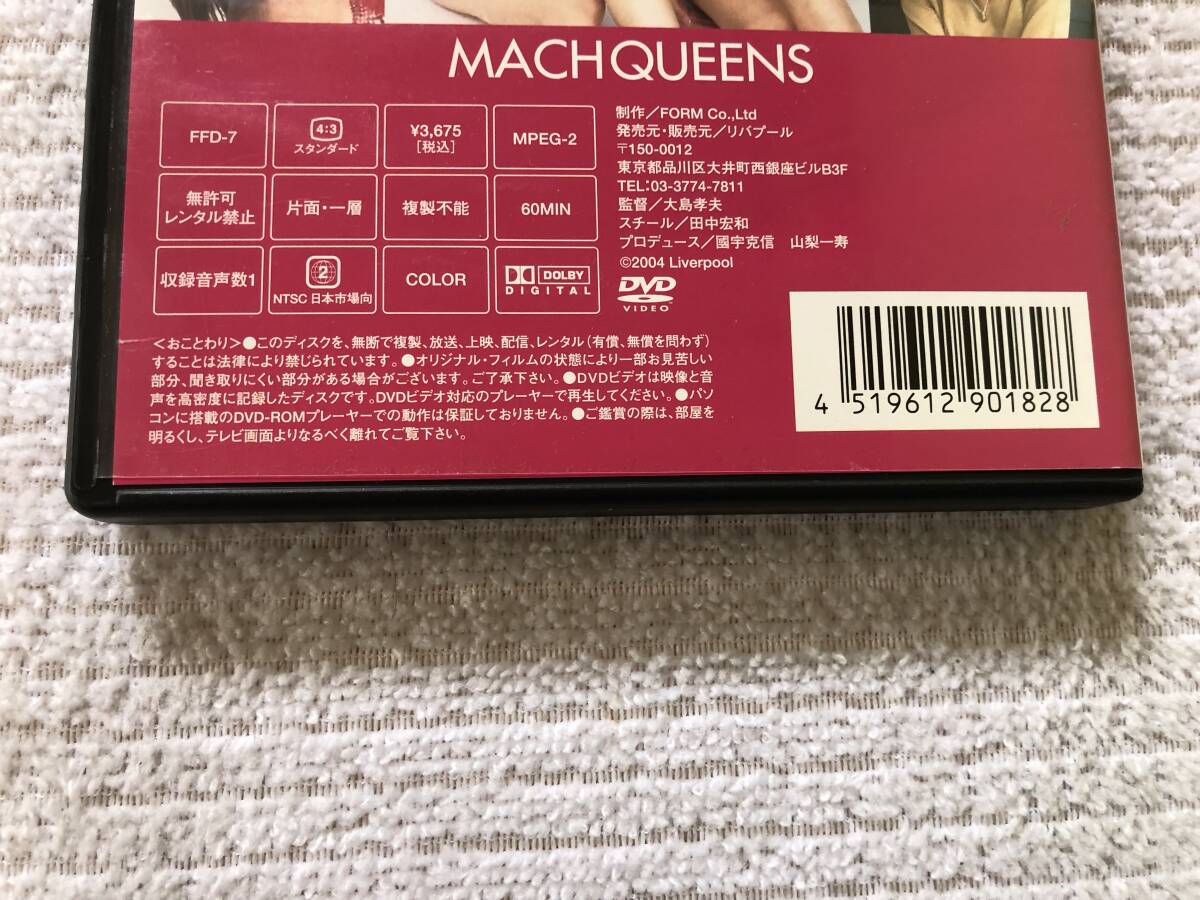 MACH QUEENS
FFD-7
4:3
スタンダード
¥3,675
[税込]
MPEG-2
無許可
レンタル禁止
片面・一層
複製不能
60MIN
収録音声数1
2
NTSC 日本市場向
COLOR
DOLBY
DIGITAL
制作/FORM Co.,Ltd
発売元・販売元/リバプール
〒150-0012
東京都品川区大井町西銀座ビルB3F
TEL:03-3774-7811
監督/大島孝夫
スチール/田中宏和
プロデュース/國宇克信 山梨一寿
©2004 Liverpool
DVD
VIDEO
<おことわり>●このディスクを、無断で複製、放送、上映、配信、レンタル(有償、無償を問わず)
することは法律により禁じられています。●オリジナル・フィルムの状態により一部お見苦しい
部分、聞き取りにくい部分がある場合がございます。ご了承下さい。●DVDビデオは映像と音
声を高密度に記録したディスクです。DVDビデオ対応のプレーヤーで再生してください。●パソ
コンに搭載のDVD-ROMプレーヤーでの動作は保証しておりません。●ご鑑賞の際は、部屋を
明るくし、テレビ画面よりなるべく離れてご覧下さい。
4 519612 901828